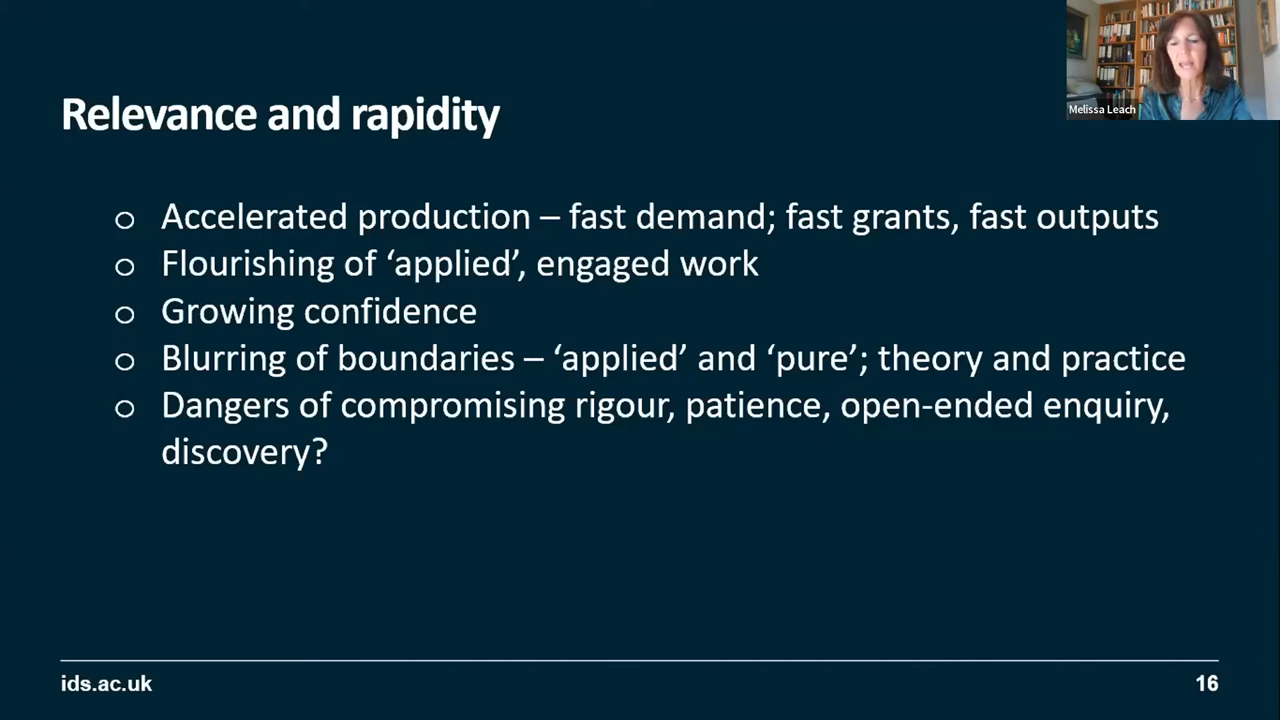 Melissa Leach
Relevance and rapidity
o Accelerated production – fast demand; fast grants, fast outputs
o Flourishing of ‘applied’, engaged work
o Growing confidence
o Blurring of boundaries – ‘applied’ and ‘pure’; theory and practice
o Dangers of compromising rigour, patience, open-ended enquiry,
discovery?
ids.ac.uk
16